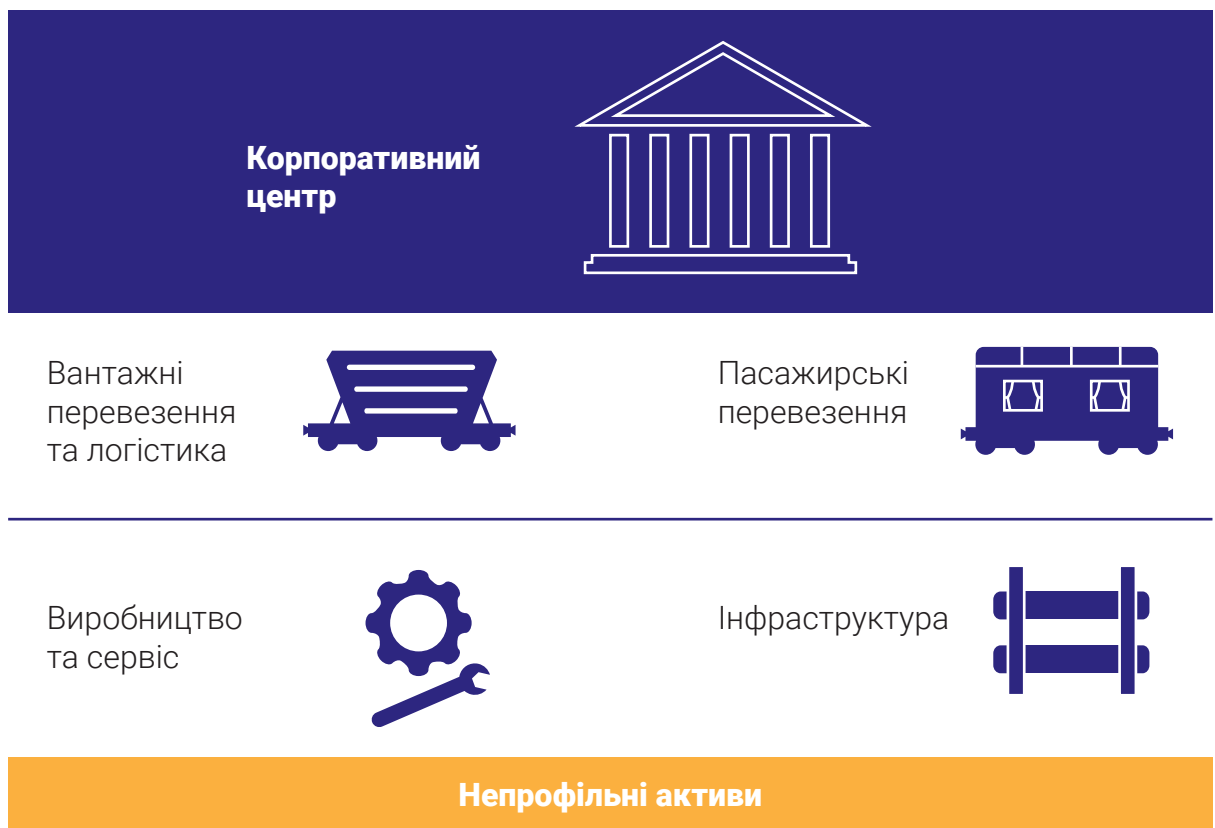 Корпоративний
центр
Вантажні
перевезення
та логістика
Пасажирські
перевезення
Виробництво
та сервіс
Інфраструктура
Непрофільні активи